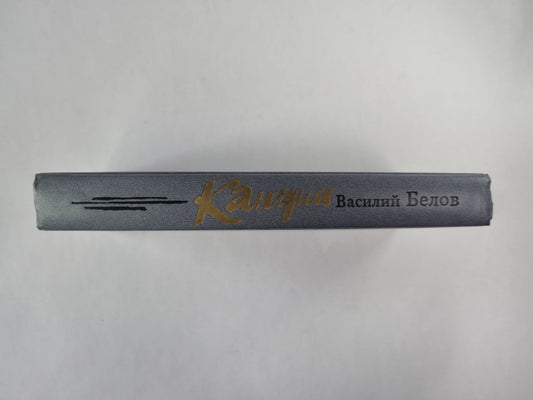 Кануны Василий Белов